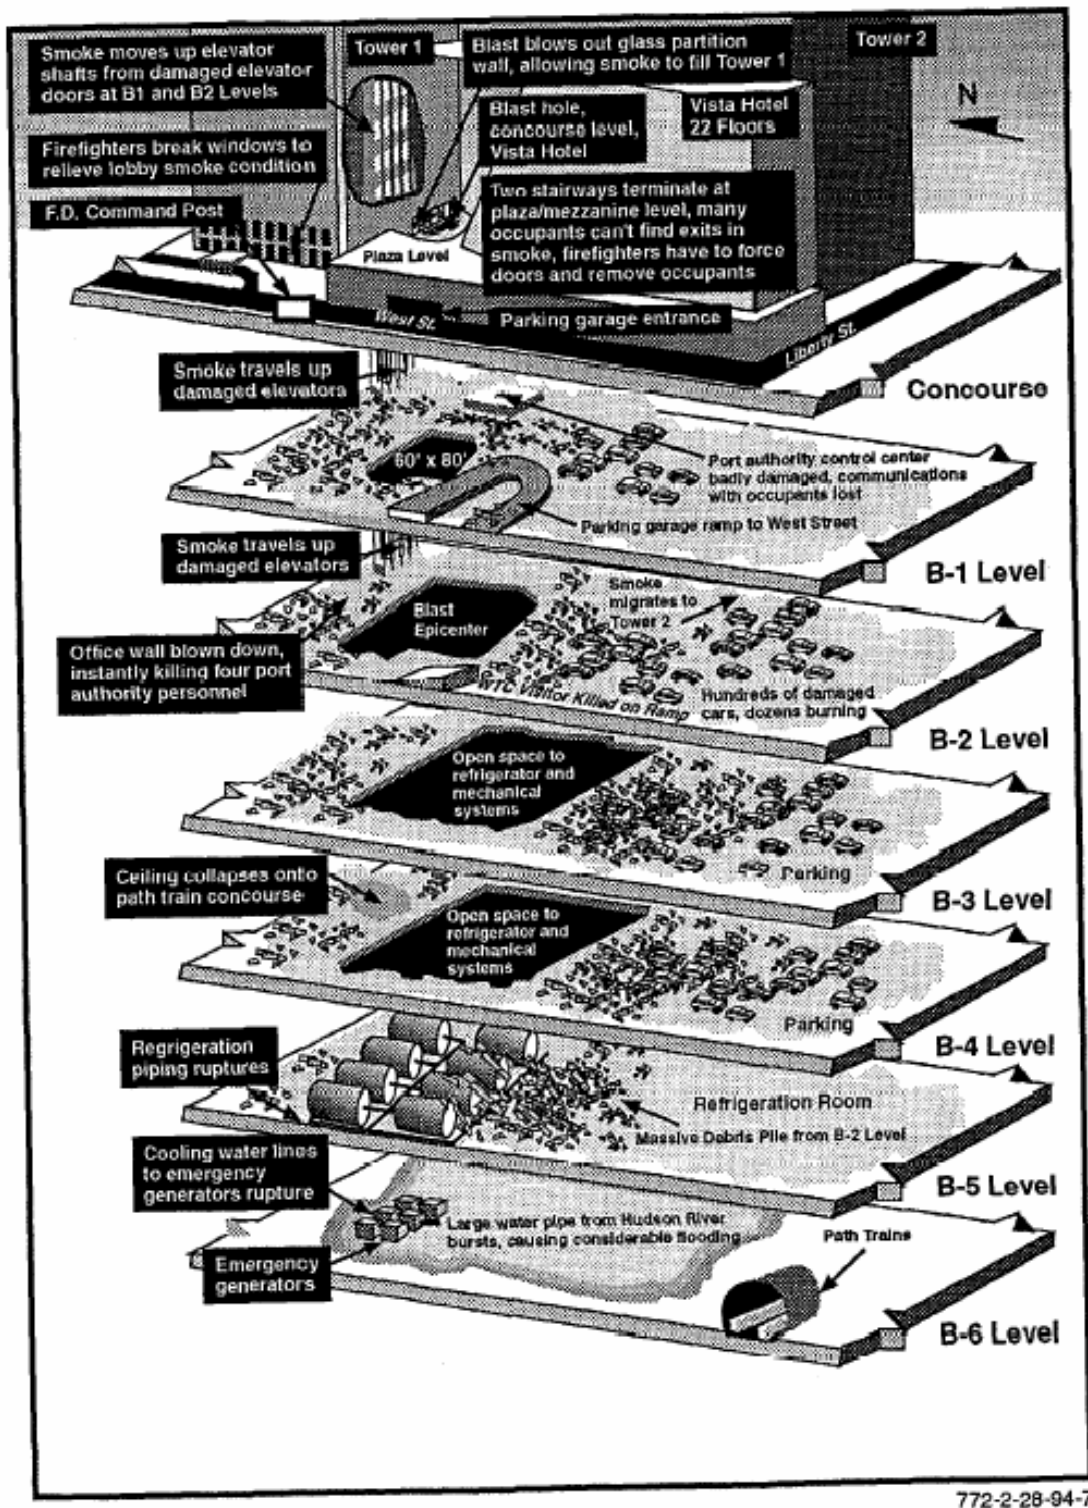 Smoke moves up elevator
shafts from damaged elevator
doors at B1 and B2 Levels
Tower 1
Blast blows out glass partition
wall, allowing smoke to fill Tower 1
Tower 2
Blast hole,
concourse level,
Vista Hotel
Vista Hotel
22 Floors
N
Firefighters break windows to
relieve lobby smoke condition
F.D. Command Post
Two stairways terminate at
plaza/mezzanine level, many
occupants can't find exits in
smoke, firefighters have to force
doors and remove occupants
Plaza Level
West St.
Parking garage entrance
Liberty St.
Concourse
Smoke travels up
damaged elevators
60' x 80'
Port authority control center
badly damaged, communications
with occupants lost
Parking garage ramp to West Street
B-1 Level
Smoke travels up
damaged elevators
Blast
Epicenter
Smoke
migrates to
Tower 2
Office wall blown down,
instantly killing four port
authority personnel
WTC Visitor Killed on Ramp
Hundreds of damaged
cars, dozens burning
B-2 Level
Open space to
refrigerator and
mechanical
systems
Parking
B-3 Level
Ceiling collapses onto
path train concourse
Open space to
refrigerator and
mechanical
systems
Parking
B-4 Level
Regrigeration
piping ruptures
Refrigeration Room
Massive Debris Pile from B-2 Level
B-5 Level
Cooling water lines
to emergency
generators rupture
Large water pipe from Hudson River
bursts, causing considerable flooding
Path Trains
Emergency
generators
B-6 Level